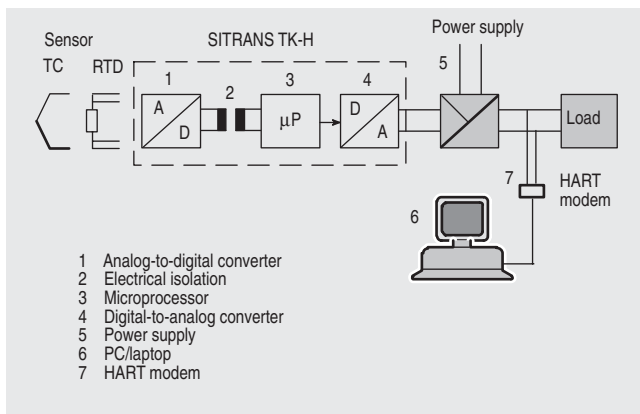 Sensor
SITRANS TK-H
Power supply
TC
RTD
1
2
3
4
5
A
D
µP
D
A
Load
7
HART
modem
6
1 Analog-to-digital converter
2 Electrical isolation
3 Microprocessor
4 Digital-to-analog converter
5 Power supply
6 PC/laptop
7 HART modem